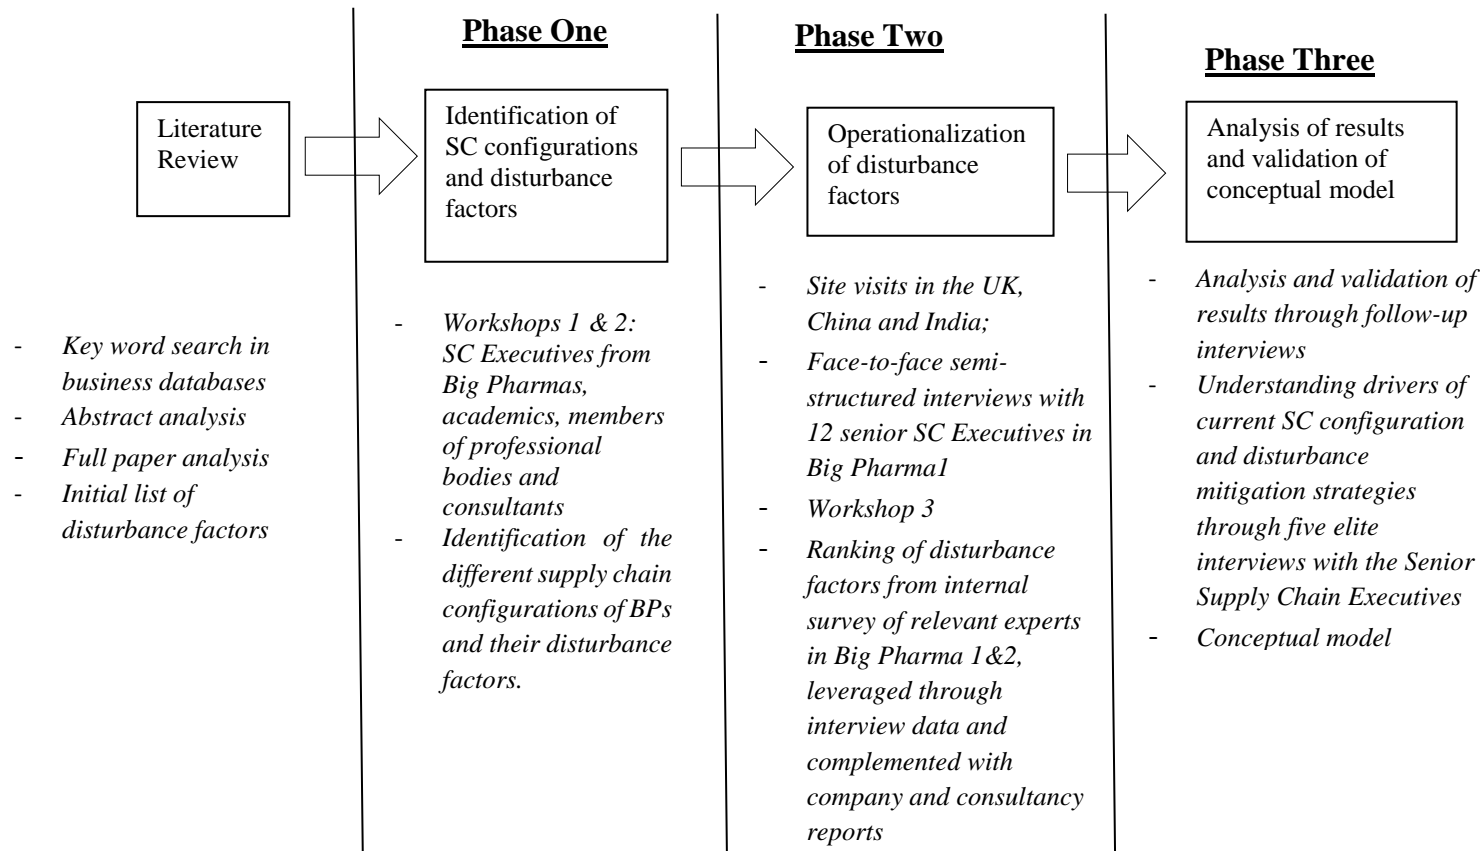 Literature
Review
- Key word search in
business databases
- Abstract analysis
- Full paper analysis
- Initial list of
disturbance factors
Phase One
Identification of
SC configurations
and disturbance
factors
- Workshops 1 & 2:
SC Executives from
Big Pharmas,
academics, members
of professional
bodies and
consultants
- Identification of the
different supply chain
configurations of BPs
and their disturbance
factors.
Phase Two
Operationalization
of disturbance
factors
- Site visits in the UK,
China and India;
- Face-to-face semi-
structured interviews with
12 senior SC Executives in
Big Pharma1
- Workshop 3
- Ranking of disturbance
factors from internal
survey of relevant experts
in Big Pharma 1&2,
leveraged through
interview data and
complemented with
company and consultancy
reports
Phase Three
Analysis of results
and validation of
conceptual model
- Analysis and validation of
results through follow-up
interviews
- Understanding drivers of
current SC configuration
and disturbance
mitigation strategies
through five elite
interviews with the Senior
Supply Chain Executives
- Conceptual model